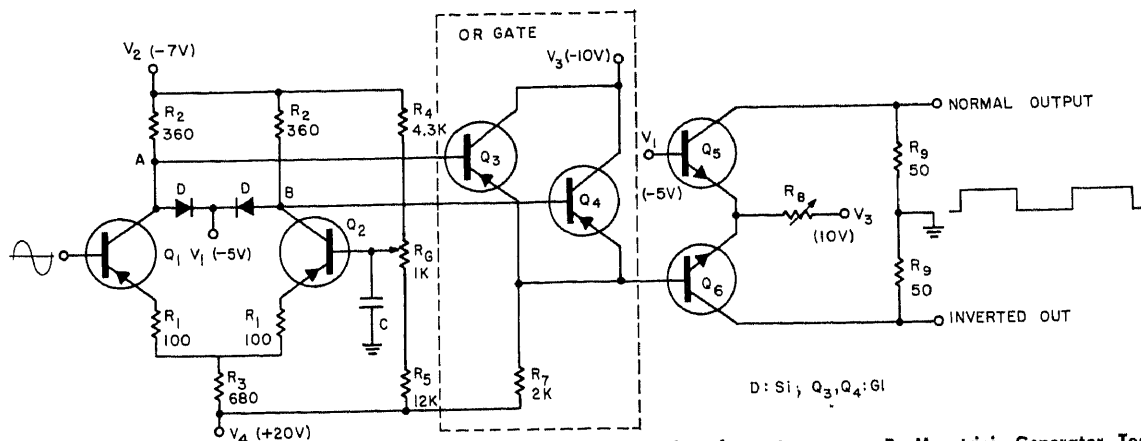 OR GATE
V2 (-7V)
V3 (-10V)
R2
360
R2
360
R4
4.3K
A
Q3
V1
(-5V)
Q5
NORMAL OUTPUT
R9
50
D
D
B
Q4
RB
V3
(10V)
Q1
V1 (-5V)
Q2
RG
1K
C
Q6
R9
50
R1
100
R1
100
INVERTED OUT
R3
680
R5
12K
R7
2K
D: Si; Q3, Q4: GI
V4 (+20V)